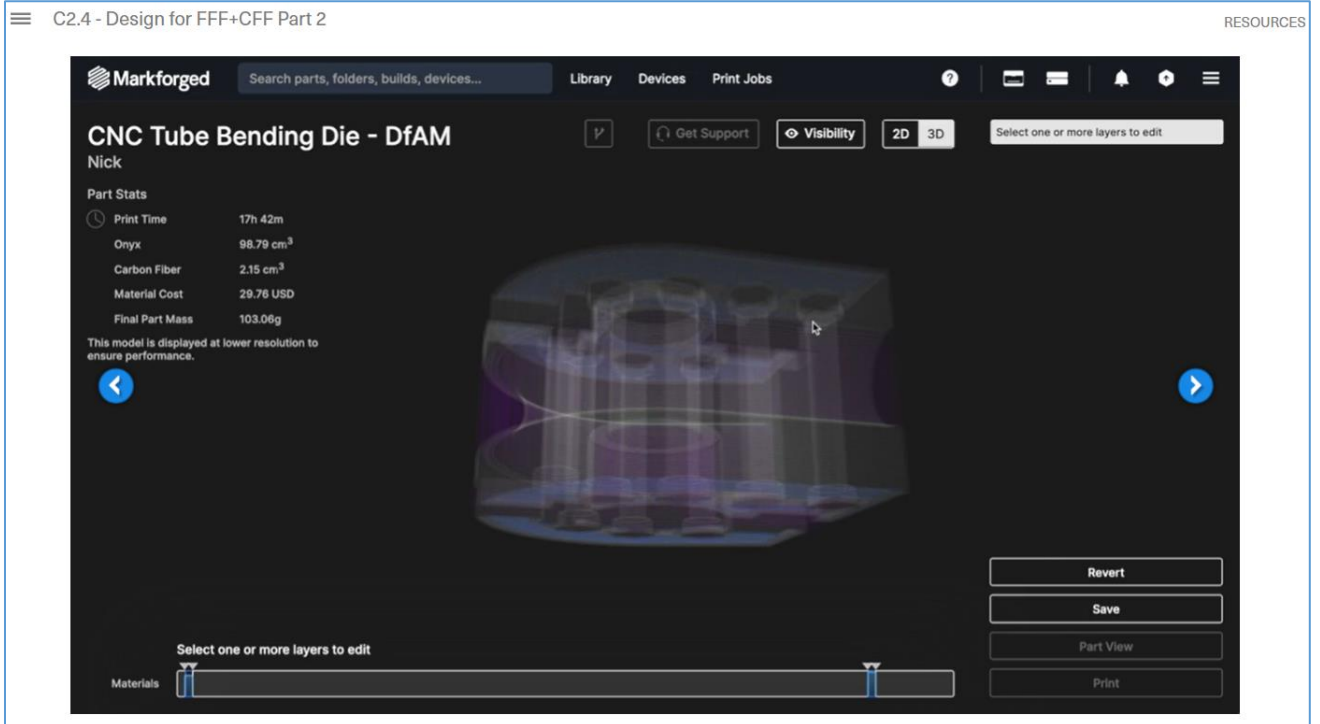 C2.4 - Design for FFF+CFF Part 2
RESOURCES
Markforged
Search parts, folders, builds, devices...
Library
Devices
Print Jobs
?
CNC Tube Bending Die - DfAM
Get Support
Visibility
2D
3D
Select one or more layers to edit
Nick
Part Stats
Print Time 17h 42m
Onyx 98.79 cm³
Carbon Fiber 2.15 cm³
Material Cost 29.76 USD
Final Part Mass 103.06g
This model is displayed at lower resolution to
ensure performance.
Revert
Save
Part View
Print
Select one or more layers to edit
Materials